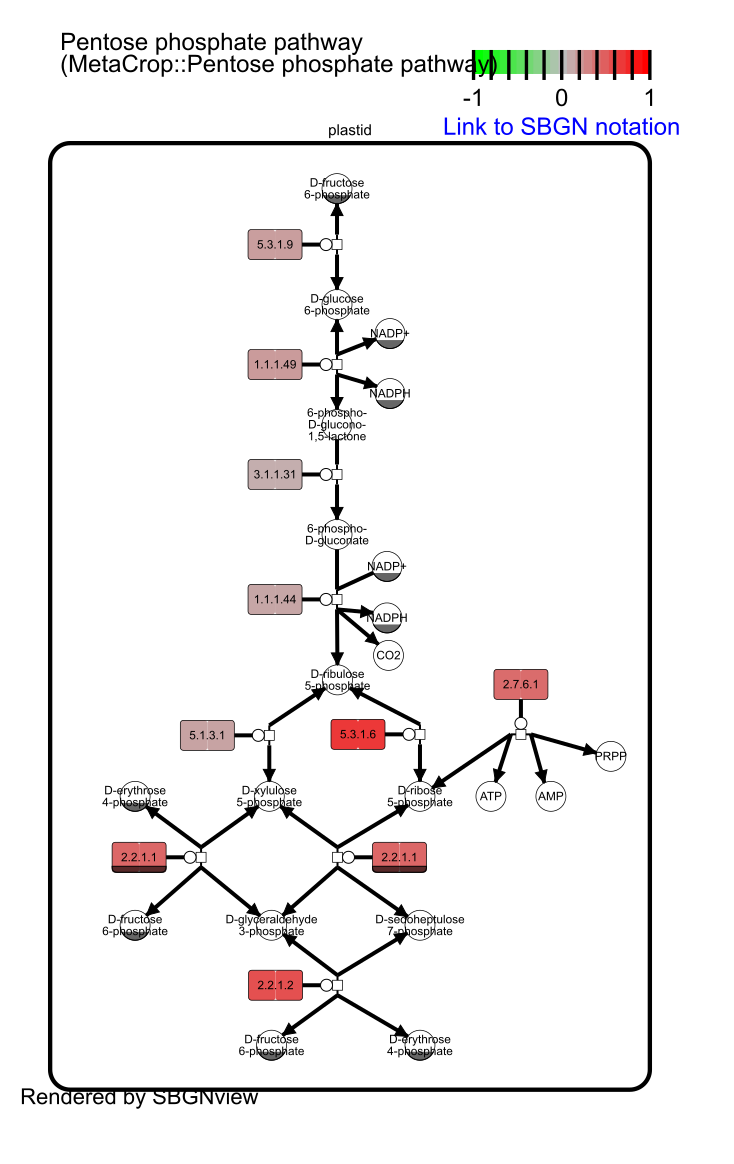 Pentose phosphate pathway
(MetaCrop::Pentose phosphate pathway)
-1 0 1
Link to SBGN notation
plastid
D-fructose
6-phosphate
5.3.1.9
D-glucose
6-phosphate
NADP+
1.1.1.49
NADPH
6-phospho-
D-glucono-
1,5-lactone
3.1.1.31
6-phospho-
D-gluconate
NADP+
1.1.1.44
NADPH
CO2
D-ribulose
5-phosphate
2.7.6.1
5.1.3.1
5.3.1.6
PRPP
D-erythrose
4-phosphate
D-xylulose
5-phosphate
D-ribose
5-phosphate
ATP
AMP
2.2.1.1
2.2.1.1
D-fructose
6-phosphate
D-glyceraldehyde
3-phosphate
D-sedoheptulose
7-phosphate
2.2.1.2
D-fructose
6-phosphate
D-erythrose
4-phosphate
Rendered by SBGNview